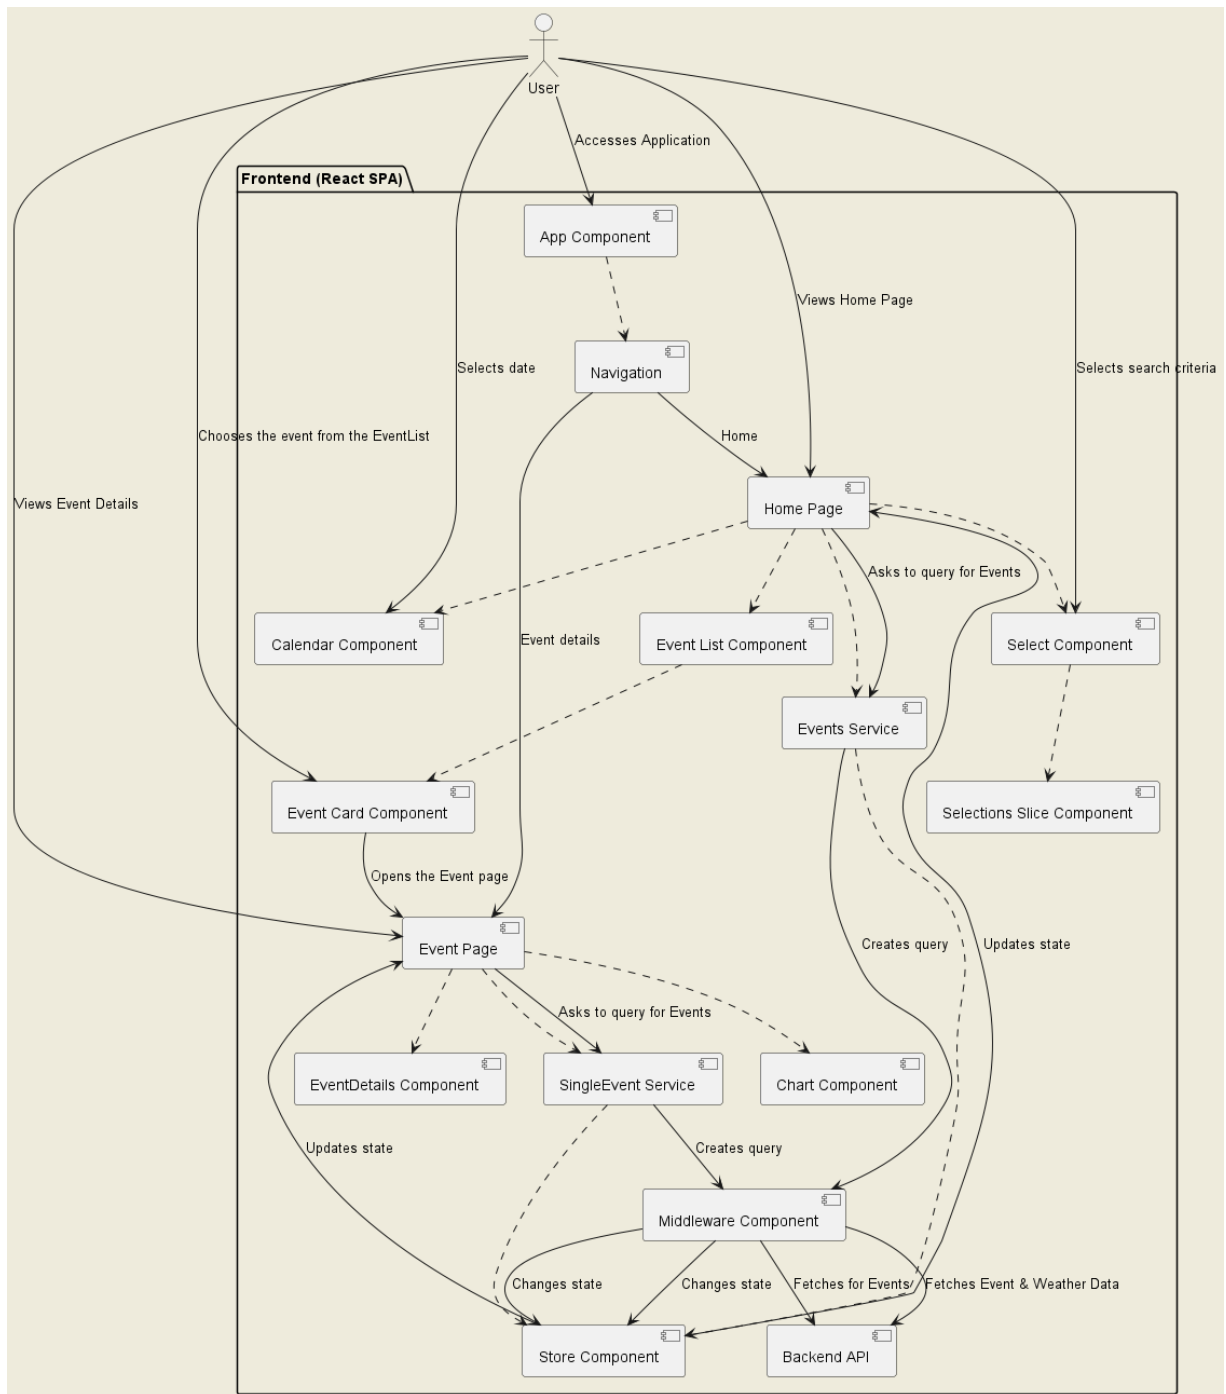 User
Accesses Application
Frontend (React SPA)
App Component
Views Home Page
Selects date
Selects search criteria
Navigation
Chooses the event from the EventList
Home
Views Event Details
Home Page
Asks to query for Events
Calendar Component
Event details
Event List Component
Select Component
Events Service
Event Card Component
Selections Slice Component
Opens the Event page
Event Page
Creates query
Updates state
Asks to query for Events
EventDetails Component
SingleEvent Service
Chart Component
Updates state
Creates query
Middleware Component
Changes state
Changes state
Fetches for Events
Fetches Event & Weather Data
Store Component
Backend API